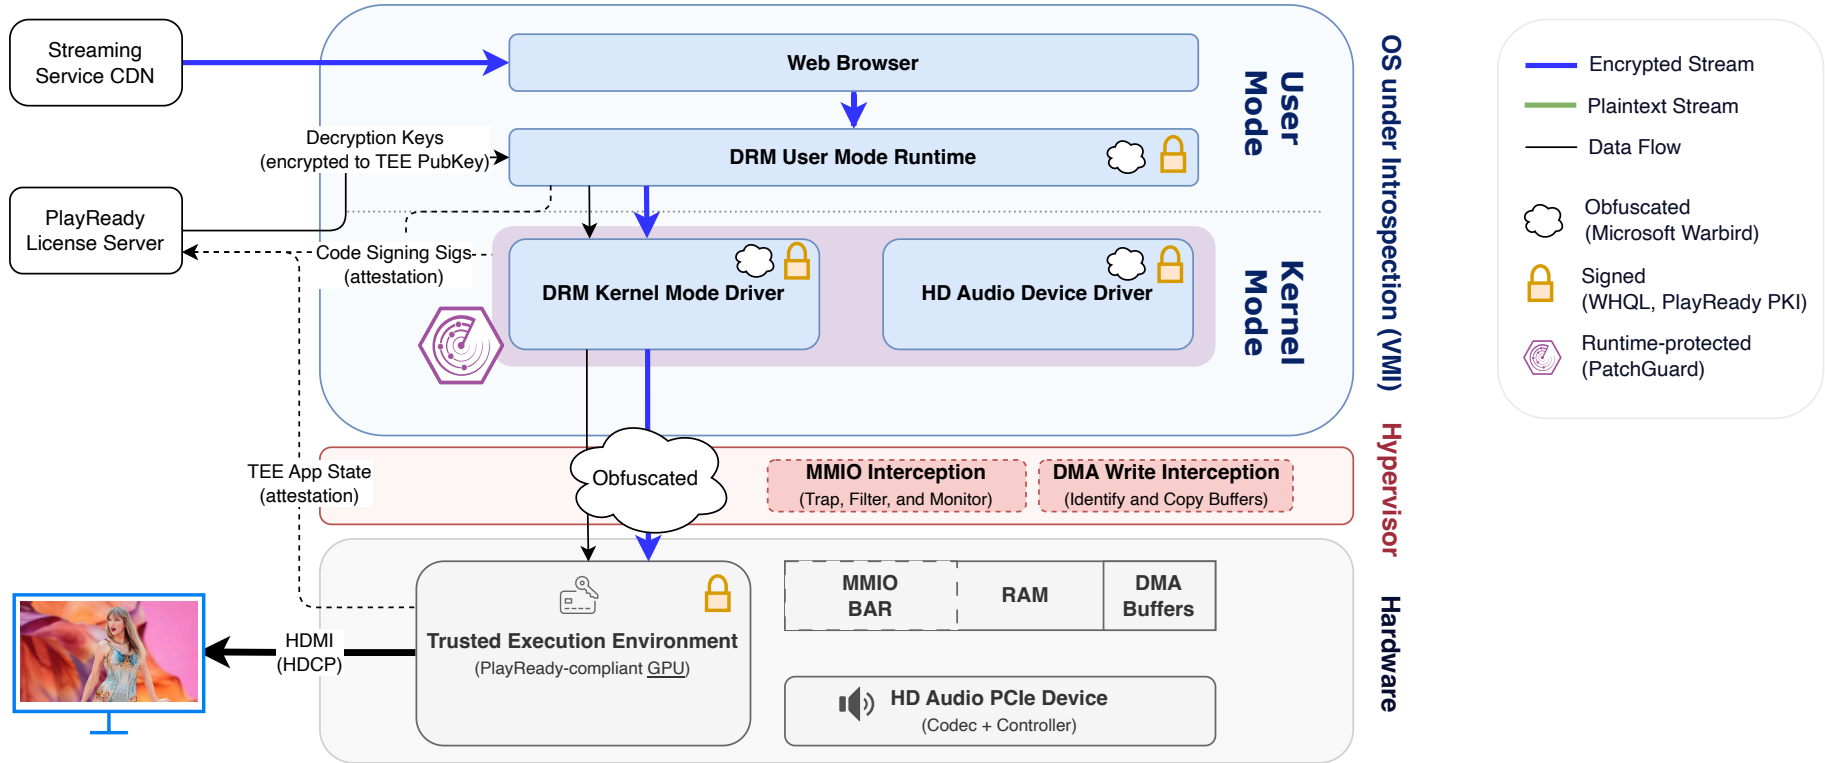 Streaming
Service CDN
Web Browser
User
Mode
Decryption Keys
(encrypted to TEE PubKey)
DRM User Mode Runtime
PlayReady
License Server
Code Signing Sigs
(attestation)
DRM Kernel Mode Driver
HD Audio Device Driver
Kernel
Mode
OS under Introspection (VMI)
TEE App State
(attestation)
Obfuscated
MMIO Interception
(Trap, Filter, and Monitor)
DMA Write Interception
(Identify and Copy Buffers)
Hypervisor
HDMI
(HDCP)
Trusted Execution Environment
(PlayReady-compliant GPU)
MMIO
BAR
RAM
DMA
Buffers
HD Audio PCIe Device
(Codec + Controller)
Hardware
Encrypted Stream
Plaintext Stream
Data Flow
Obfuscated
(Microsoft Warbird)
Signed
(WHQL, PlayReady PKI)
Runtime-protected
(PatchGuard)